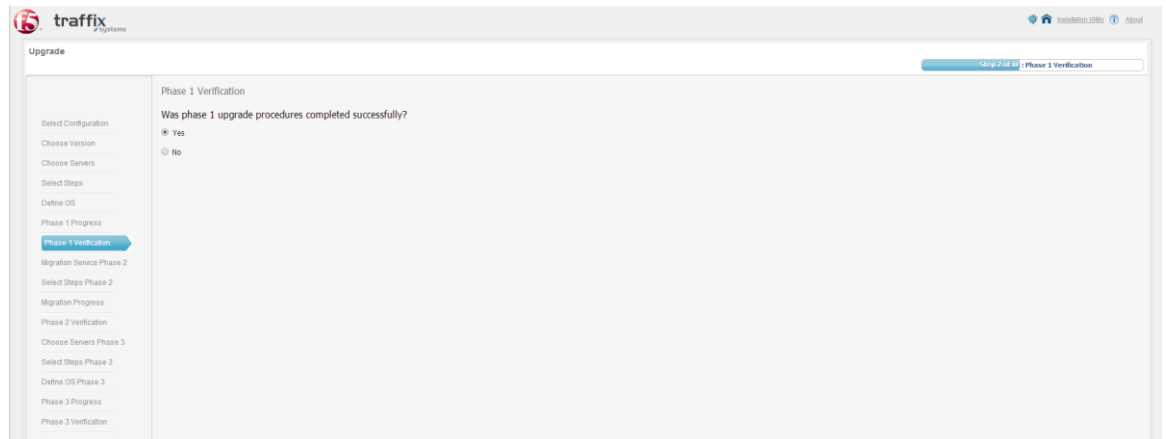 f5 traffix
systems
Installation Utility About
Upgrade
Step 7 of 16 : Phase 1 Verification
Phase 1 Verification
Was phase 1 upgrade procedures completed successfully?
Yes
No
Select Configuration
Choose Version
Choose Servers
Select Steps
Define OS
Phase 1 Progress
Phase 1 Verification
Migration Service Phase 2
Select Steps Phase 2
Migration Progress
Phase 2 Verification
Choose Servers Phase 3
Select Steps Phase 3
Define OS Phase 3
Phase 3 Progress
Phase 3 Verification